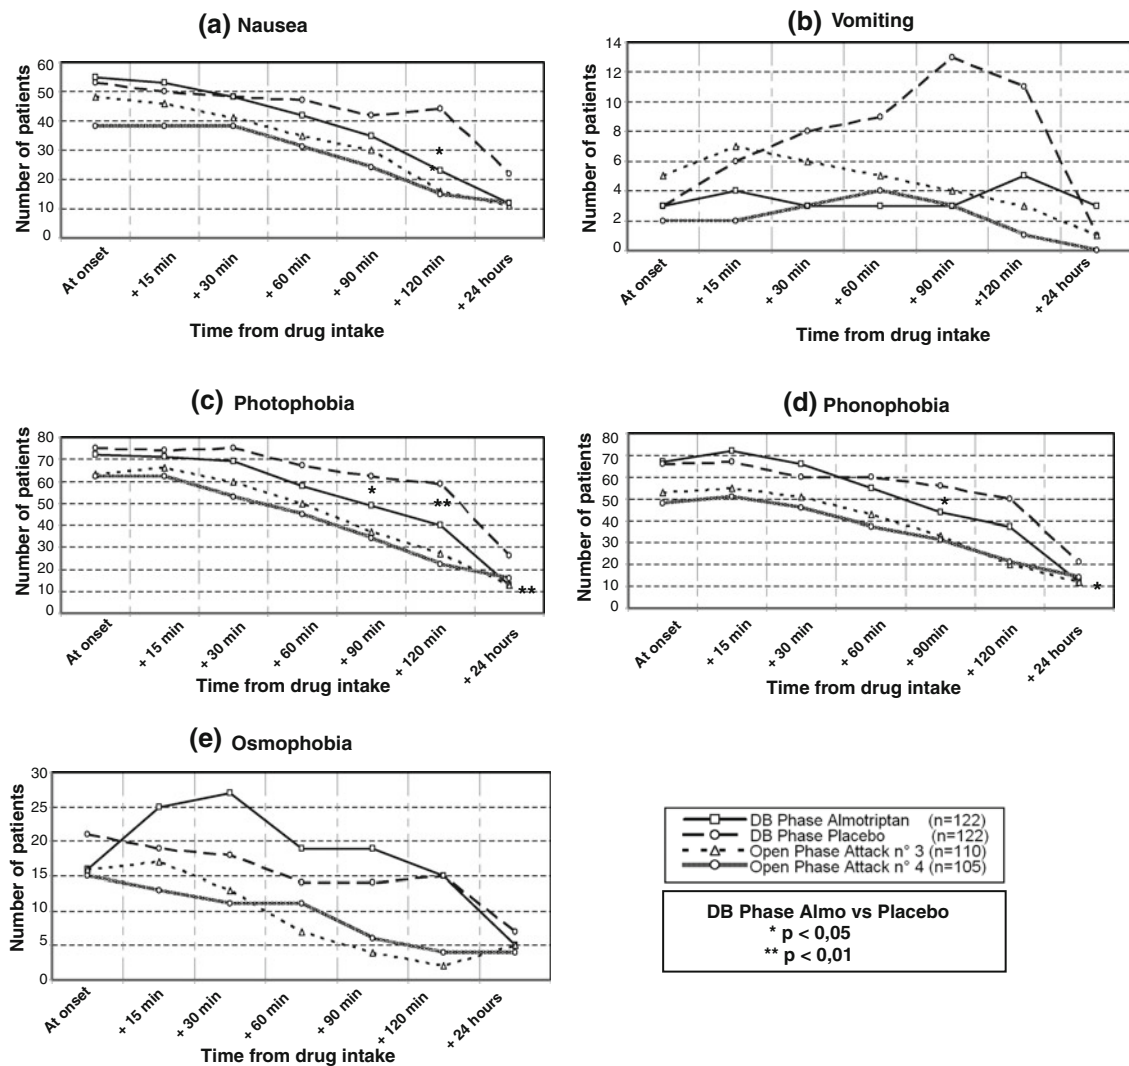 (a) Nausea
Number of patients
60
50
40
30
20
10
0
At onset
+ 15 min
+ 30 min
+ 60 min
+ 90 min
+120 min
+ 24 hours
Time from drug intake
*
*
(b) Vomiting
Number of patients
14
12
10
8
6
4
2
0
At onset
+ 15 min
+ 30 min
+ 60 min
+ 90 min
+120 min
+ 24 hours
Time from drug intake
(c) Photophobia
Number of patients
80
70
60
50
40
30
20
10
0
At onset
+ 15 min
+ 30 min
+ 60 min
+ 90 min
+ 120 min
+ 24 hours
Time from drug intake
*
**
**
(d) Phonophobia
Number of patients
80
70
60
50
40
30
20
10
0
At onset
+ 15 min
+ 30 min
+ 60 min
+ 90min
+ 120 min
+ 24 hours
Time from drug intake
*
*
(e) Osmophobia
Number of patients
30
25
20
15
10
5
0
At onset
+ 15 min
+ 30 min
+ 60 min
+ 90 min
+ 120 min
+ 24 hours
Time from drug intake
DB Phase Almotriptan (n=122)
DB Phase Placebo (n=122)
Open Phase Attack n° 3 (n=110)
Open Phase Attack n° 4 (n=105)
DB Phase Almo vs Placebo
* p < 0,05
** p < 0,01